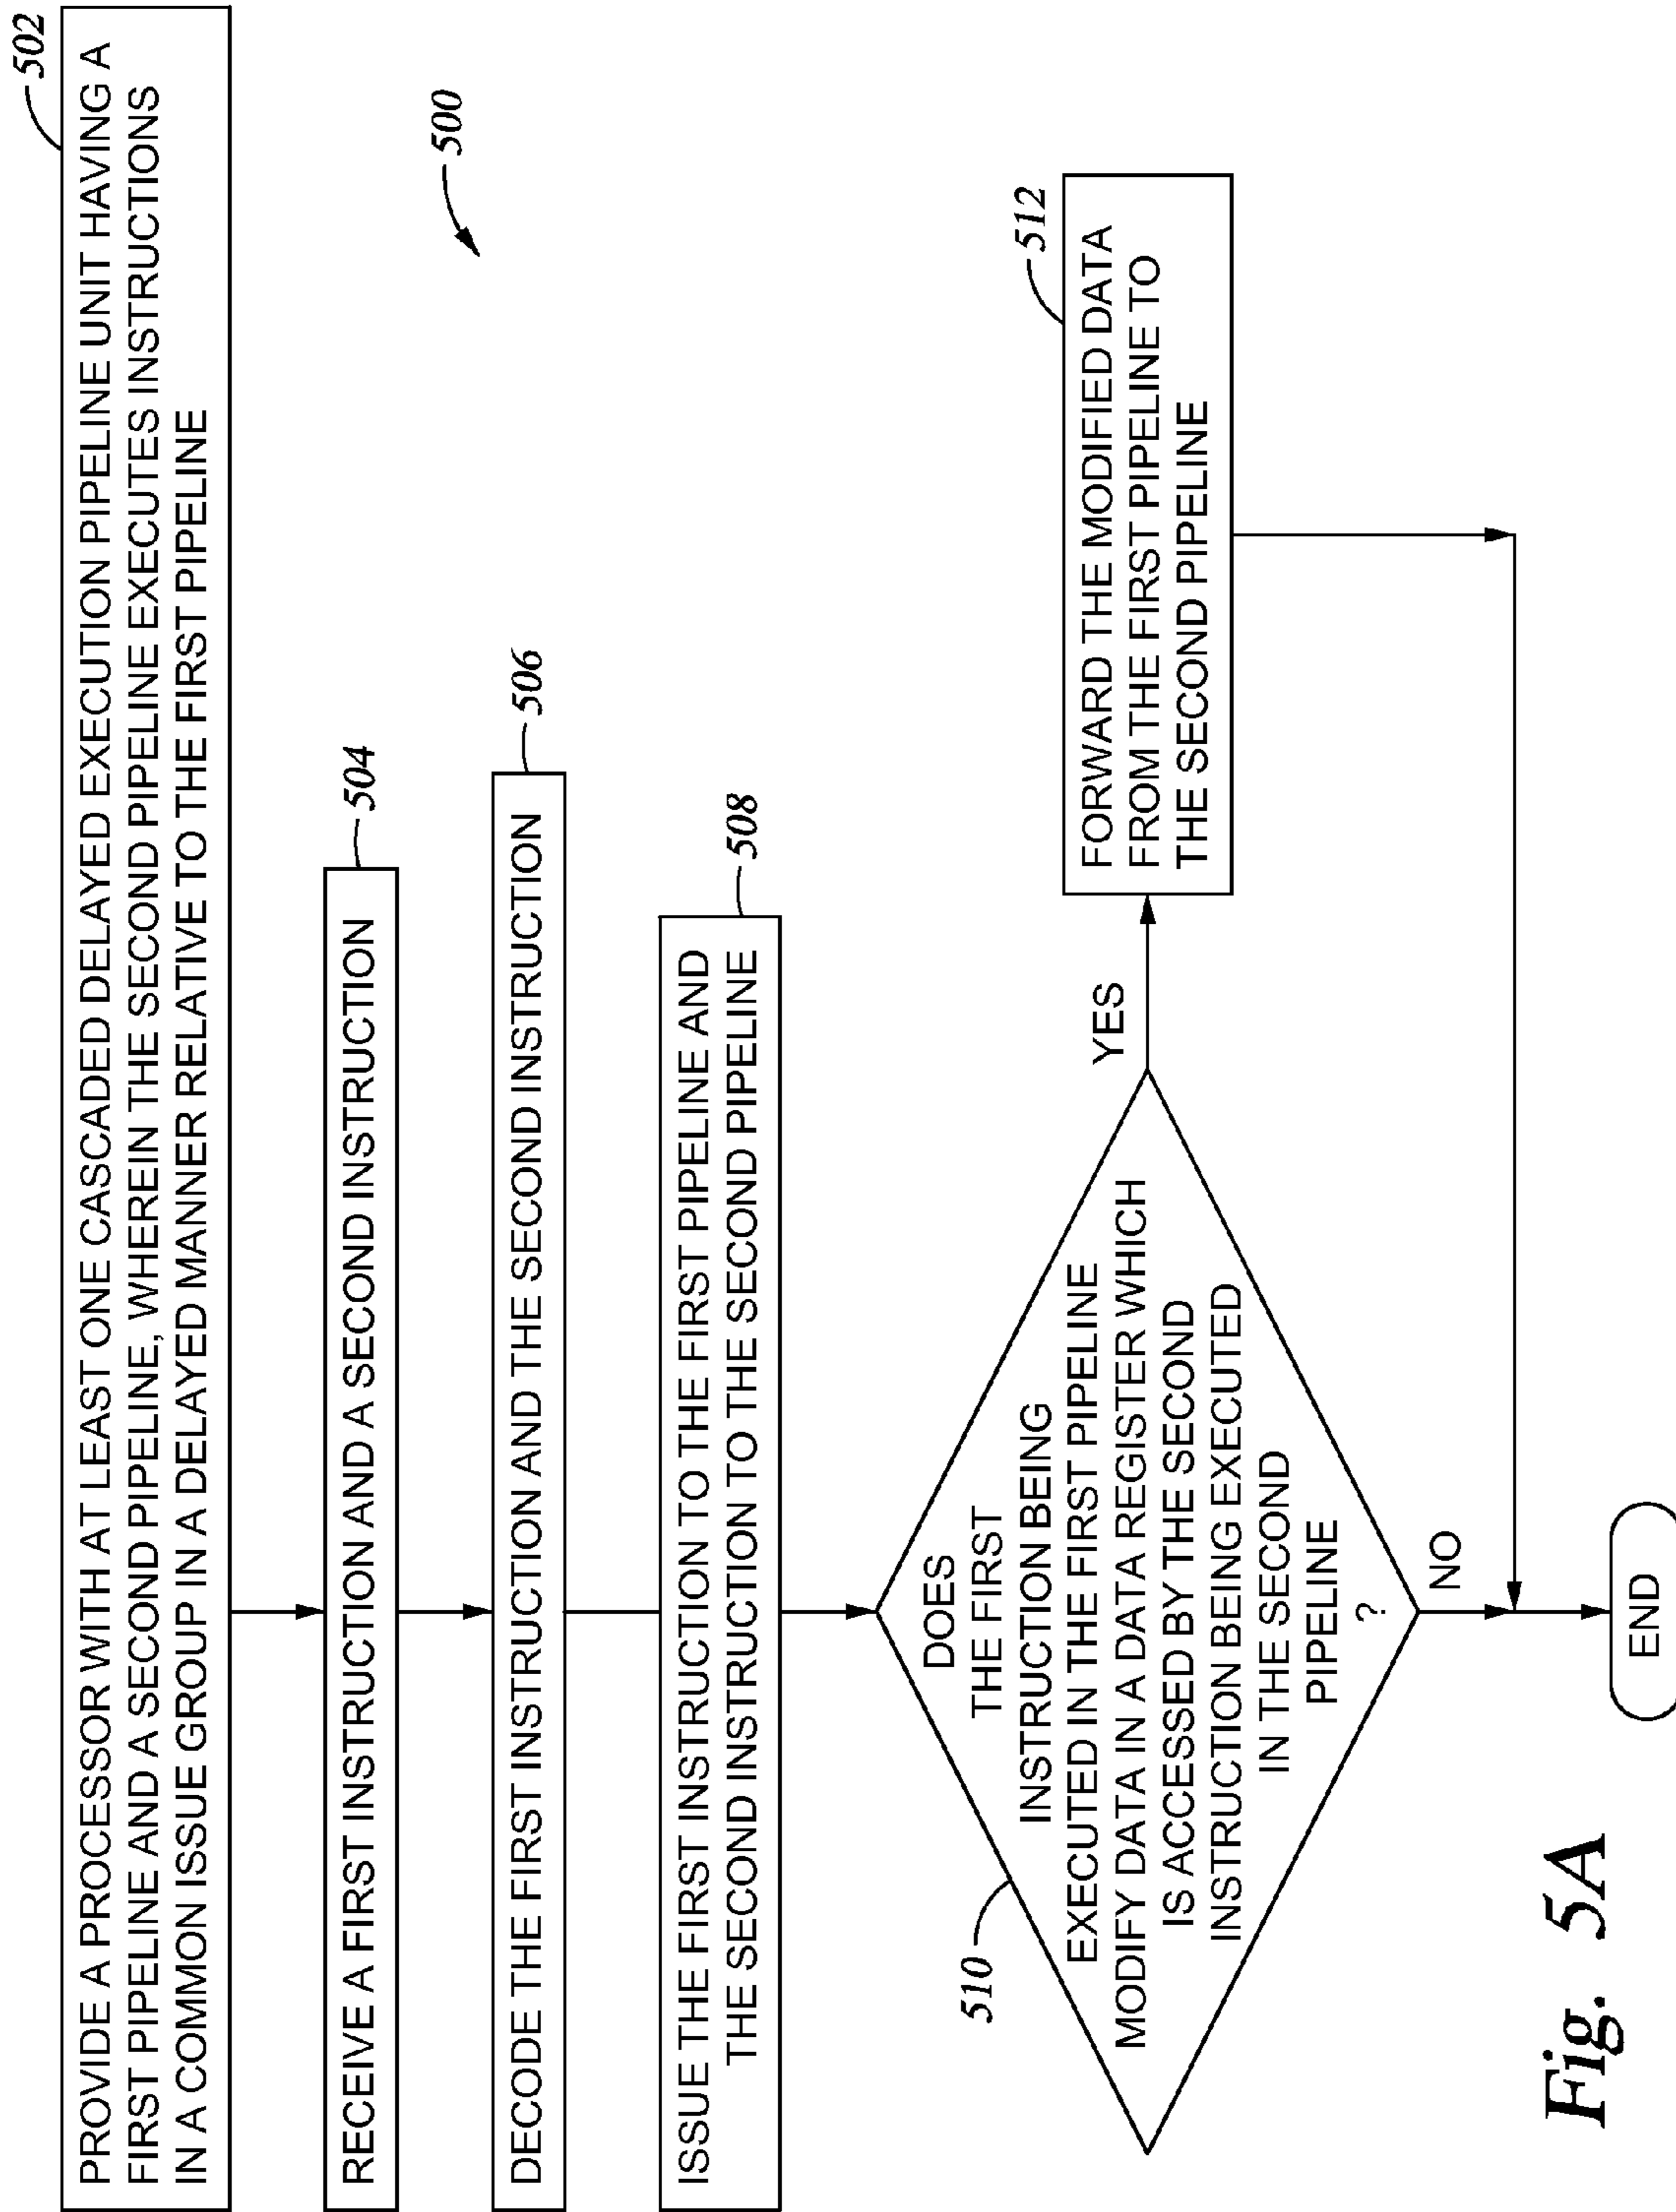 502
PROVIDE A PROCESSOR WITH AT LEAST ONE CASCADED DELAYED EXECUTION PIPELINE UNIT HAVING A
FIRST PIPELINE AND A SECOND PIPELINE, WHEREIN THE SECOND PIPELINE EXECUTES INSTRUCTIONS
IN A COMMON ISSUE GROUP IN A DELAYED MANNER RELATIVE TO THE FIRST PIPELINE
504
RECEIVE A FIRST INSTRUCTION AND A SECOND INSTRUCTION
500
506
DECODE THE FIRST INSTRUCTION AND THE SECOND INSTRUCTION
508
ISSUE THE FIRST INSTRUCTION TO THE FIRST PIPELINE AND
THE SECOND INSTRUCTION TO THE SECOND PIPELINE
510
DOES
THE FIRST
INSTRUCTION BEING
EXECUTED IN THE FIRST PIPELINE
MODIFY DATA IN A DATA REGISTER WHICH
IS ACCESSED BY THE SECOND
INSTRUCTION BEING EXECUTED
IN THE SECOND
PIPELINE
?
YES
512
FORWARD THE MODIFIED DATA
FROM THE FIRST PIPELINE TO
THE SECOND PIPELINE
NO
END
Fig. 5A